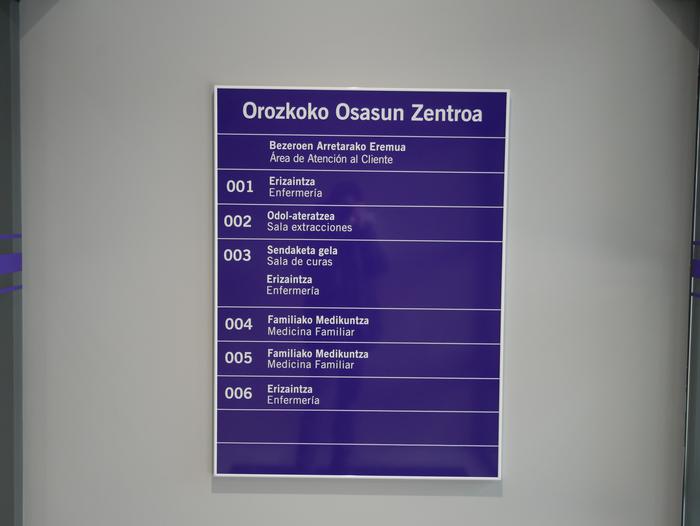 Orozkoko Osasun Zentroa
Bezeroen Arretarako Eremua
Área de Atención al Cliente
001 Erizaintza
Enfermería
002 Odol-ateratzea
Sala extracciones
003 Sendaketa gela
Sala de curas
Erizaintza
Enfermería
004 Familiako Medikuntza
Medicina Familiar
005 Familiako Medikuntza
Medicina Familiar
006 Erizaintza
Enfermería